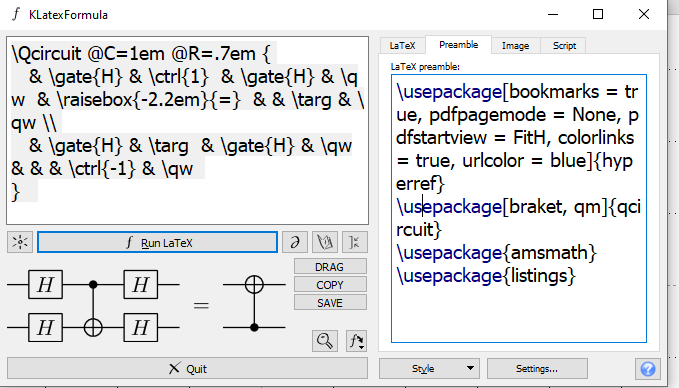 KLatexFormula
\Qcircuit @C=1em @R=.7em {
& \gate{H} & \ctrl{1} & \gate{H} & \q
w & \raisebox{-2.2em}{=} & & \targ & \
qw \\
& \gate{H} & \targ & \gate{H} & \qw
& & & \ctrl{-1} & \qw
}
Run LaTeX
DRAG
COPY
SAVE
H H
=
H H
Quit
LaTeX Preamble Image Script
LaTeX preamble:
\usepackage[bookmarks = tr
ue, pdfpagemode = None, p
dfstartview = FitH, colorlinks
= true, urlcolor = blue]{hyp
erref}
\usepackage[braket, qm]{qci
rcuit}
\usepackage{amsmath}
\usepackage{listings}
Style Settings... ?